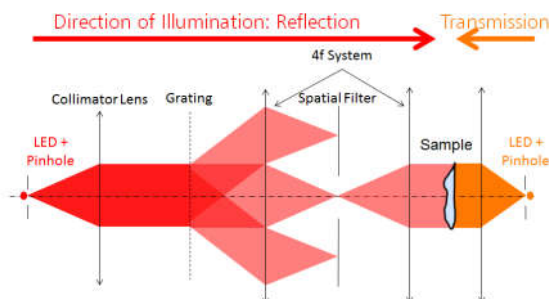 Direction of Illumination: Reflection
Transmission
4f System
Collimator Lens
Grating
Spatial Filter
LED +
Pinhole
Sample
LED +
Pinhole